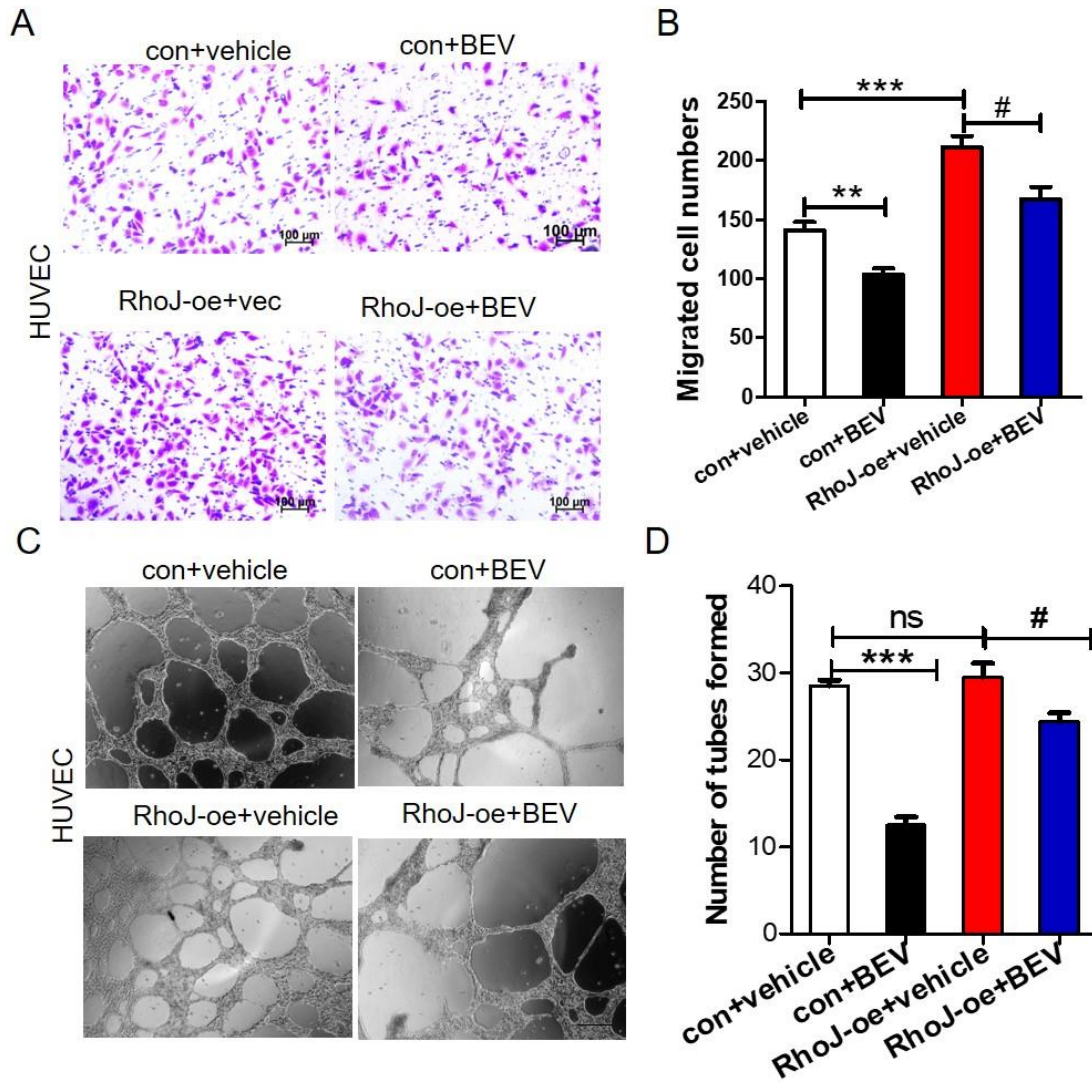 A
con+vehicle
con+BEV
100 µm
100 µm
RhoJ-oe+vec
RhoJ-oe+BEV
100 µm
100 µm
HUVEC
B
***
#
**
250
200
150
100
50
0
Migrated cell numbers
con+vehicle
con+BEV
RhoJ-oe+vehicle
RhoJ-oe+BEV
C
con+vehicle
con+BEV
RhoJ-oe+vehicle
RhoJ-oe+BEV
HUVEC
D
ns
#
***
40
30
20
10
0
Number of tubes formed
con+vehicle
con+BEV
RhoJ-oe+vehicle
RhoJ-oe+BEV